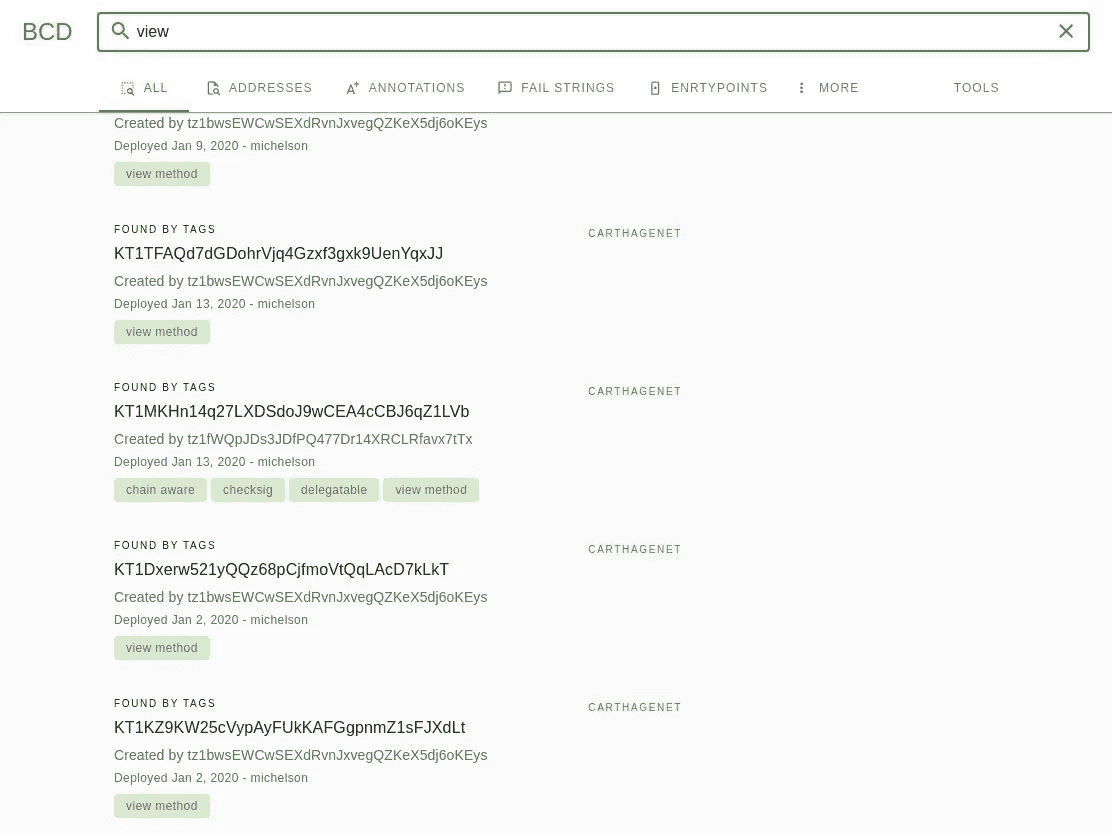 BCD
view
ALL ADDRESSES ANNOTATIONS FAIL STRINGS ENRTYPOINTS MORE TOOLS
Created by tz1bwsEWCwSEXdRvnJxvegQZKeX5dj6oKEys
Deployed Jan 9, 2020 - michelson
view method
FOUND BY TAGS
CARTHAGENET
KT1TFAQd7dGDohrVjq4Gzxf3gxk9UenYqxJJ
Created by tz1bwsEWCwSEXdRvnJxvegQZKeX5dj6oKEys
Deployed Jan 13, 2020 - michelson
view method
FOUND BY TAGS
CARTHAGENET
KT1MKHn14q27LXDSdoJ9wCEA4cCBJ6qZ1LVb
Created by tz1fWQpJDs3JDfPQ477Dr14XRCLRfavx7tTx
Deployed Jan 13, 2020 - michelson
chain aware checksig delegatable view method
FOUND BY TAGS
CARTHAGENET
KT1Dxerw521yQQz68pCjfmoVtQqLAcD7kLkT
Created by tz1bwsEWCwSEXdRvnJxvegQZKeX5dj6oKEys
Deployed Jan 2, 2020 - michelson
view method
FOUND BY TAGS
CARTHAGENET
KT1KZ9KW25cVypAyFUkKAFGgpnmZ1sFJXdLt
Created by tz1bwsEWCwSEXdRvnJxvegQZKeX5dj6oKEys
Deployed Jan 2, 2020 - michelson
view method